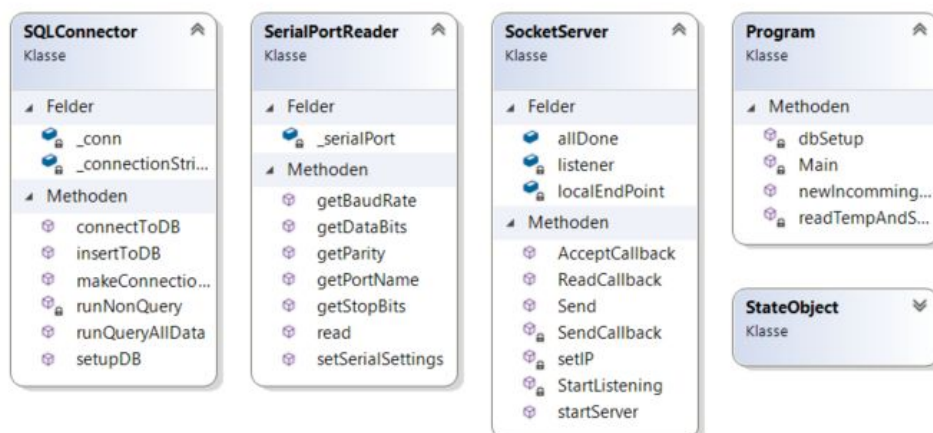 SQLConnector
Klasse
Felder
_conn
_connectionStri...
Methoden
connectToDB
insertToDB
makeConnectio...
runNonQuery
runQueryAllData
setupDB
SerialPortReader
Klasse
Felder
_serialPort
Methoden
getBaudRate
getDataBits
getParity
getPortName
getStopBits
read
setSerialSettings
SocketServer
Klasse
Felder
allDone
listener
localEndPoint
Methoden
AcceptCallback
ReadCallback
Send
SendCallback
setIP
StartListening
startServer
Program
Klasse
Methoden
dbSetup
Main
newIncomming...
readTempAndS...
StateObject
Klasse